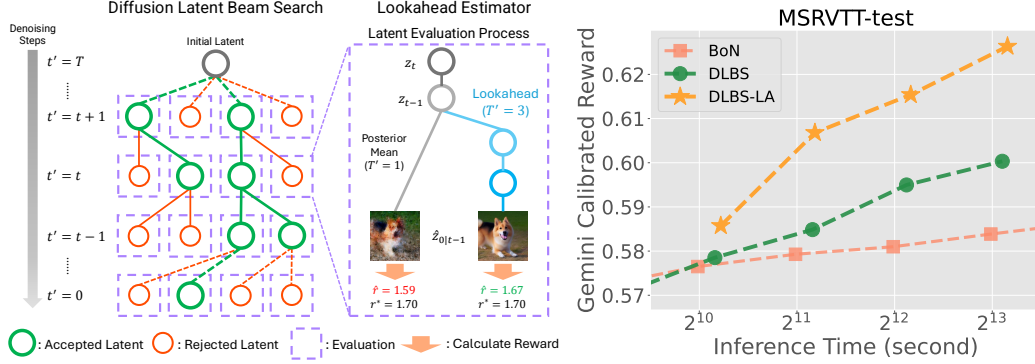 Diffusion Latent Beam Search
Denoising
Steps
Initial Latent
t′ = T
t′ = t + 1
t′ = t
t′ = t − 1
t′ = 0
Lookahead Estimator
Latent Evaluation Process
z_t
z_{t−1}
Lookahead
(T′ = 3)
Posterior
Mean
(T′ = 1)
ẑ_{0|t−1}
r̂ = 1.59
r* = 1.70
r̂ = 1.67
r* = 1.70
: Accepted Latent
: Rejected Latent
: Evaluation
: Calculate Reward
MSRVTT-test
BoN
DLBS
DLBS-LA
Gemini Calibrated Reward
0.62
0.61
0.60
0.59
0.58
0.57
2^10
2^11
2^12
2^13
Inference Time (second)